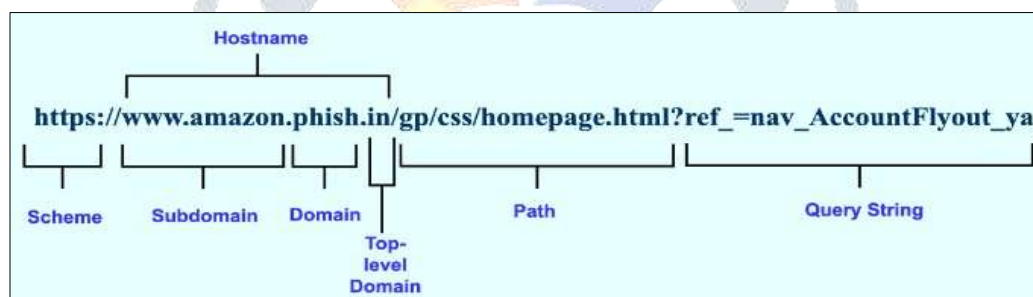 Hostname
https://www.amazon.phish.in/gp/css/homepage.html?ref_=nav_AccountFlyout_ya
Scheme Subdomain Domain Path Query String
Top-
level
Domain